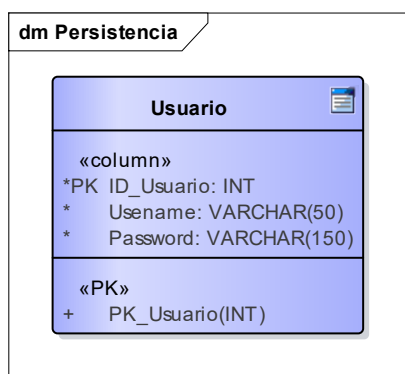 dm Persistencia
Usuario
«column»
*PK ID_Usuario: INT
* Usename: VARCHAR(50)
* Password: VARCHAR(150)
«PK»
+ PK_Usuario(INT)